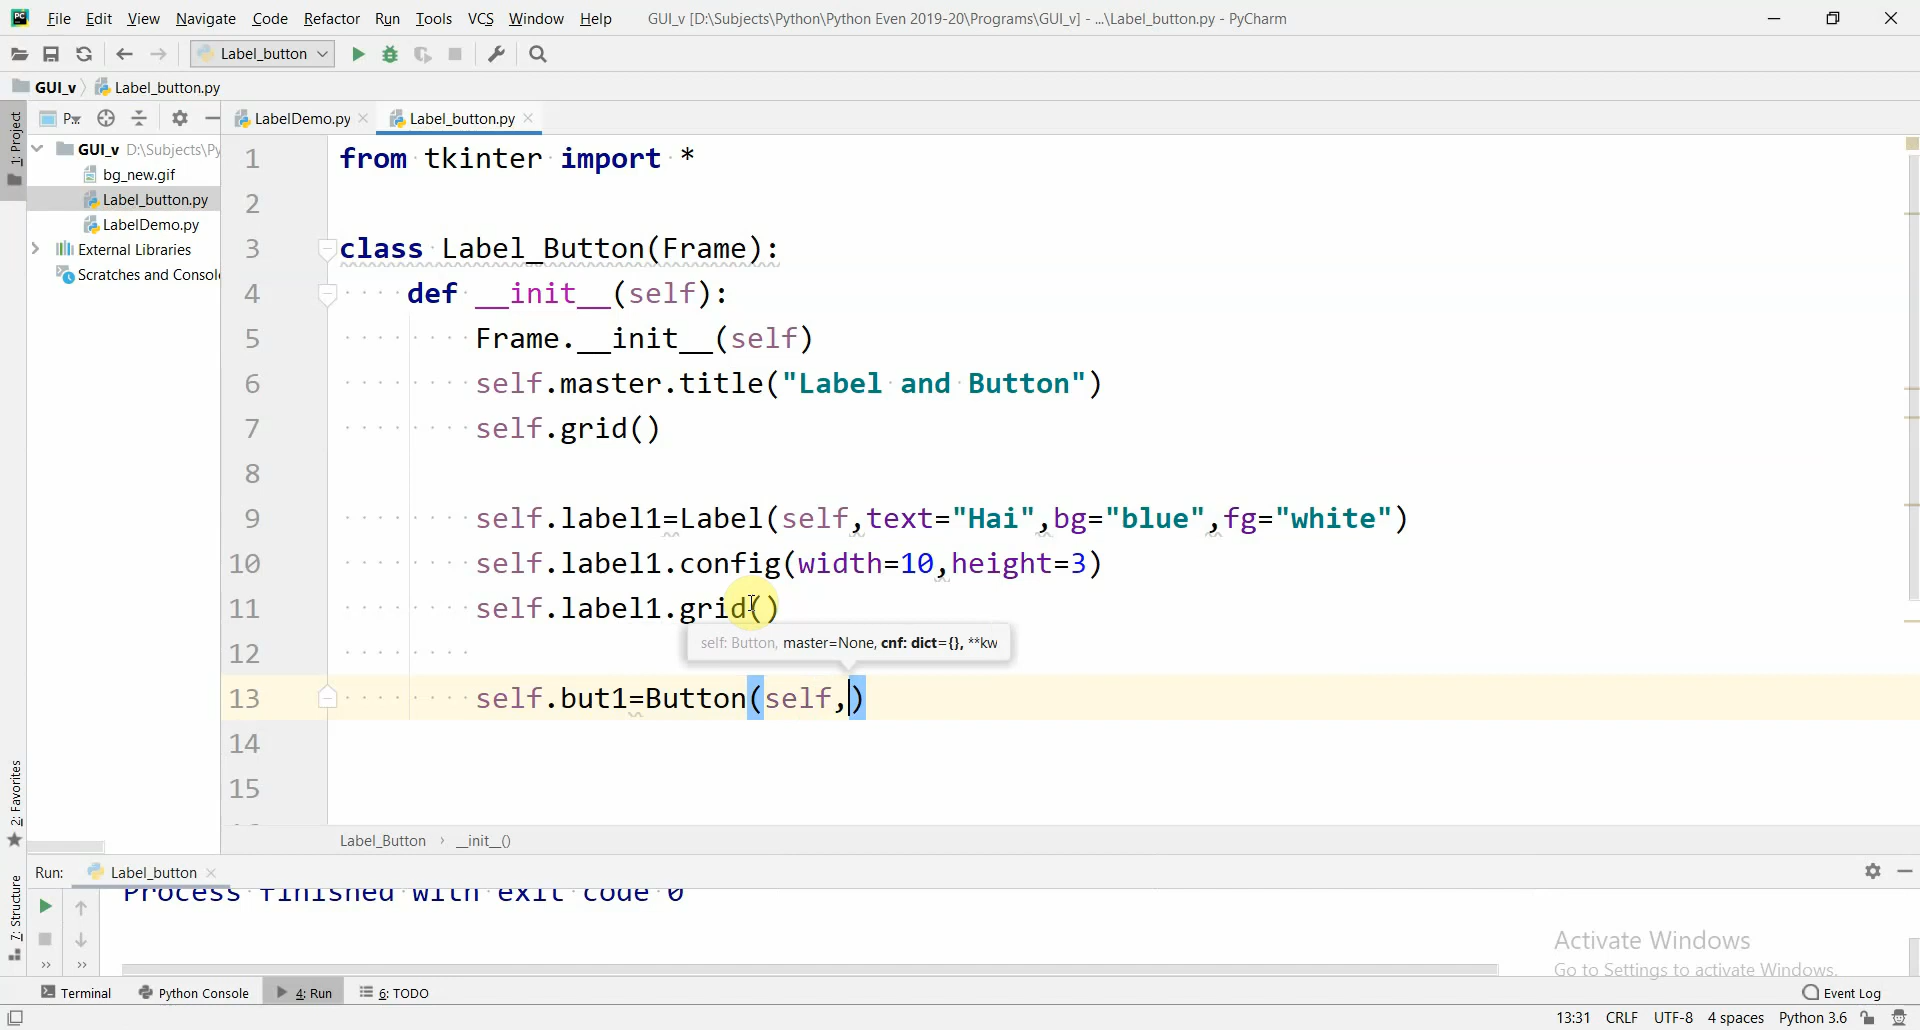 File Edit View Navigate Code Refactor Run Tools VCS Window Help GUI_v [D:\Subjects\Python\Python Even 2019-20\Programs\GUI_v] - ...\Label_button.py - PyCharm
Label_button
GUI_v Label_button.py
1: Project
P..
LabelDemo.py
Label_button.py
GUI_v D:\Subjects\Py
bg_new.gif
Label_button.py
LabelDemo.py
External Libraries
Scratches and Consol
1 from tkinter import *
2
3 class Label_Button(Frame):
4 def __init__(self):
5 Frame.__init__(self)
6 self.master.title("Label and Button")
7 self.grid()
8
9 self.label1=Label(self,text="Hai",bg="blue",fg="white")
10 self.label1.config(width=10,height=3)
11 self.label1.grid()
self: Button, master=None, cnf: dict={}, **kw
12
13 self.but1=Button(self,)
14
15
Label_Button › __init__()
2: Favorites
7: Structure
Run: Label_button
Process finished with exit code 0
Activate Windows
Go to Settings to activate Windows.
Terminal Python Console 4: Run 6: TODO Event Log
13:31 CRLF UTF-8 4 spaces Python 3.6